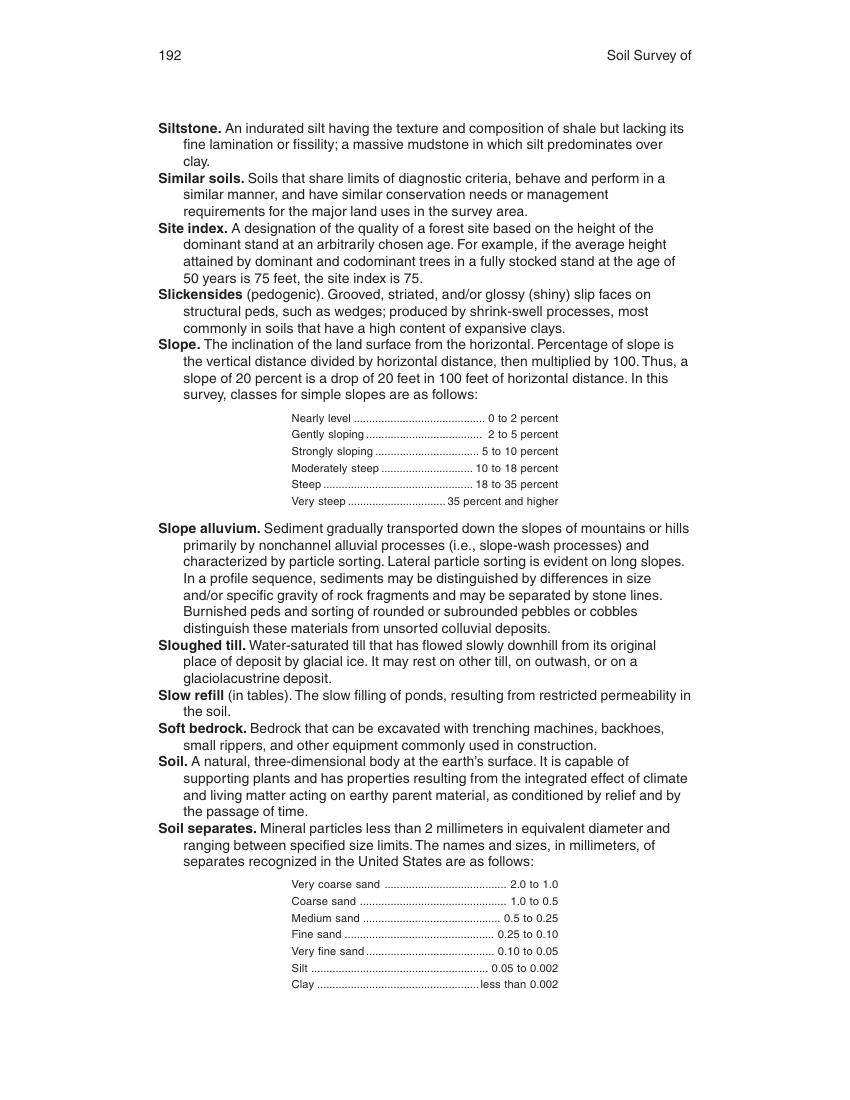 192
Soil Survey of
Siltstone. An indurated silt having the texture and composition of shale but lacking its
fine lamination or fissility; a massive mudstone in which silt predominates over
clay.
Similar soils. Soils that share limits of diagnostic criteria, behave and perform in a
similar manner, and have similar conservation needs or management
requirements for the major land uses in the survey area.
Site index. A designation of the quality of a forest site based on the height of the
dominant stand at an arbitrarily chosen age. For example, if the average height
attained by dominant and codominant trees in a fully stocked stand at the age of
50 years is 75 feet, the site index is 75.
Slickensides (pedogenic). Grooved, striated, and/or glossy (shiny) slip faces on
structural peds, such as wedges; produced by shrink-swell processes, most
commonly in soils that have a high content of expansive clays.
Slope. The inclination of the land surface from the horizontal. Percentage of slope is
the vertical distance divided by horizontal distance, then multiplied by 100. Thus, a
slope of 20 percent is a drop of 20 feet in 100 feet of horizontal distance. In this
survey, classes for simple slopes are as follows:
Nearly level ........................................... 0 to 2 percent
Gently sloping ...................................... 2 to 5 percent
Strongly sloping .................................. 5 to 10 percent
Moderately steep .............................. 10 to 18 percent
Steep ................................................. 18 to 35 percent
Very steep ................................ 35 percent and higher
Slope alluvium. Sediment gradually transported down the slopes of mountains or hills
primarily by nonchannel alluvial processes (i.e., slope-wash processes) and
characterized by particle sorting. Lateral particle sorting is evident on long slopes.
In a profile sequence, sediments may be distinguished by differences in size
and/or specific gravity of rock fragments and may be separated by stone lines.
Burnished peds and sorting of rounded or subrounded pebbles or cobbles
distinguish these materials from unsorted colluvial deposits.
Sloughed till. Water-saturated till that has flowed slowly downhill from its original
place of deposit by glacial ice. It may rest on other till, on outwash, or on a
glaciolacustrine deposit.
Slow refill (in tables). The slow filling of ponds, resulting from restricted permeability in
the soil.
Soft bedrock. Bedrock that can be excavated with trenching machines, backhoes,
small rippers, and other equipment commonly used in construction.
Soil. A natural, three-dimensional body at the earth's surface. It is capable of
supporting plants and has properties resulting from the integrated effect of climate
and living matter acting on earthy parent material, as conditioned by relief and by
the passage of time.
Soil separates. Mineral particles less than 2 millimeters in equivalent diameter and
ranging between specified size limits. The names and sizes, in millimeters, of
separates recognized in the United States are as follows:
Very coarse sand ........................................ 2.0 to 1.0
Coarse sand ................................................ 1.0 to 0.5
Medium sand ............................................. 0.5 to 0.25
Fine sand ................................................. 0.25 to 0.10
Very fine sand .......................................... 0.10 to 0.05
Silt .......................................................... 0.05 to 0.002
Clay ..................................................... less than 0.002